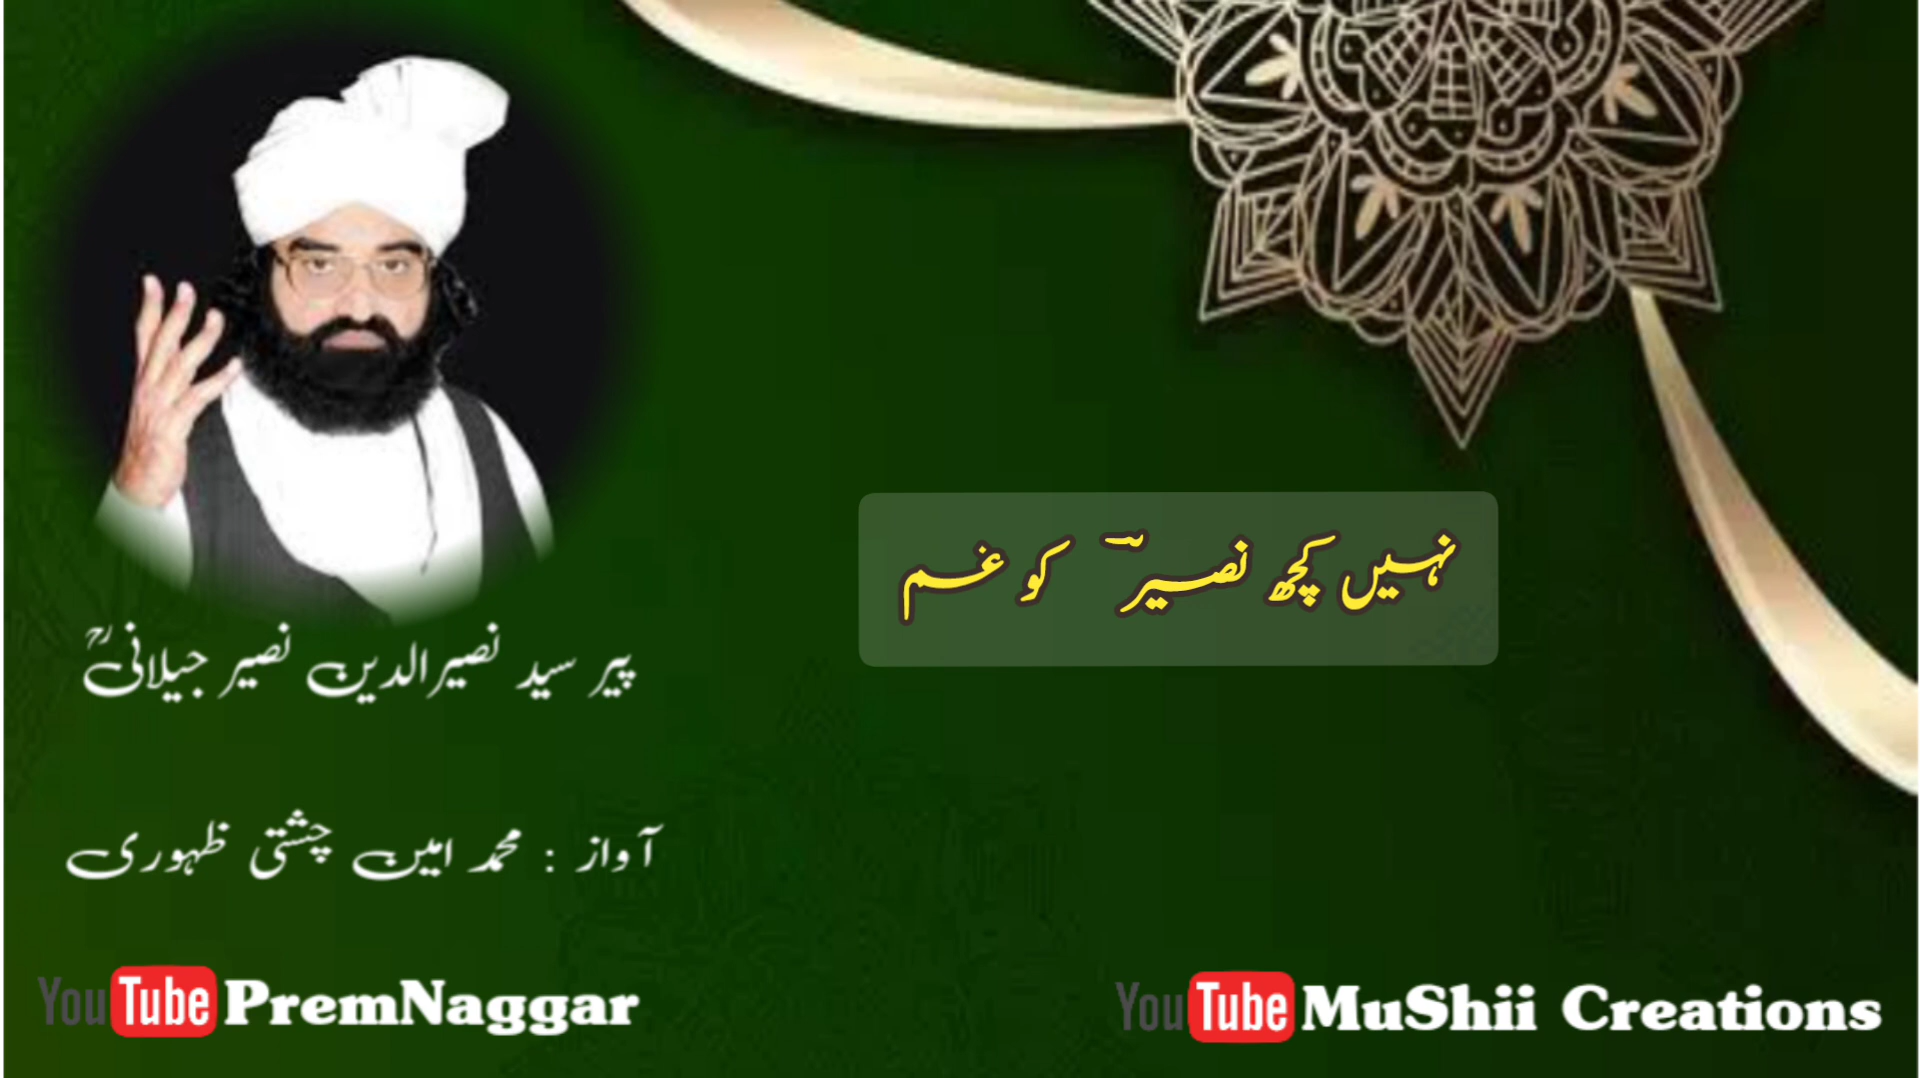 نہیں کچھ نصیرؔ کو غم
پیر سید نصیرالدین نصیر جیلانیؒ
آواز : محمد امین چشتی ظہوری
YouTube PremNaggar
YouTube MuShii Creations